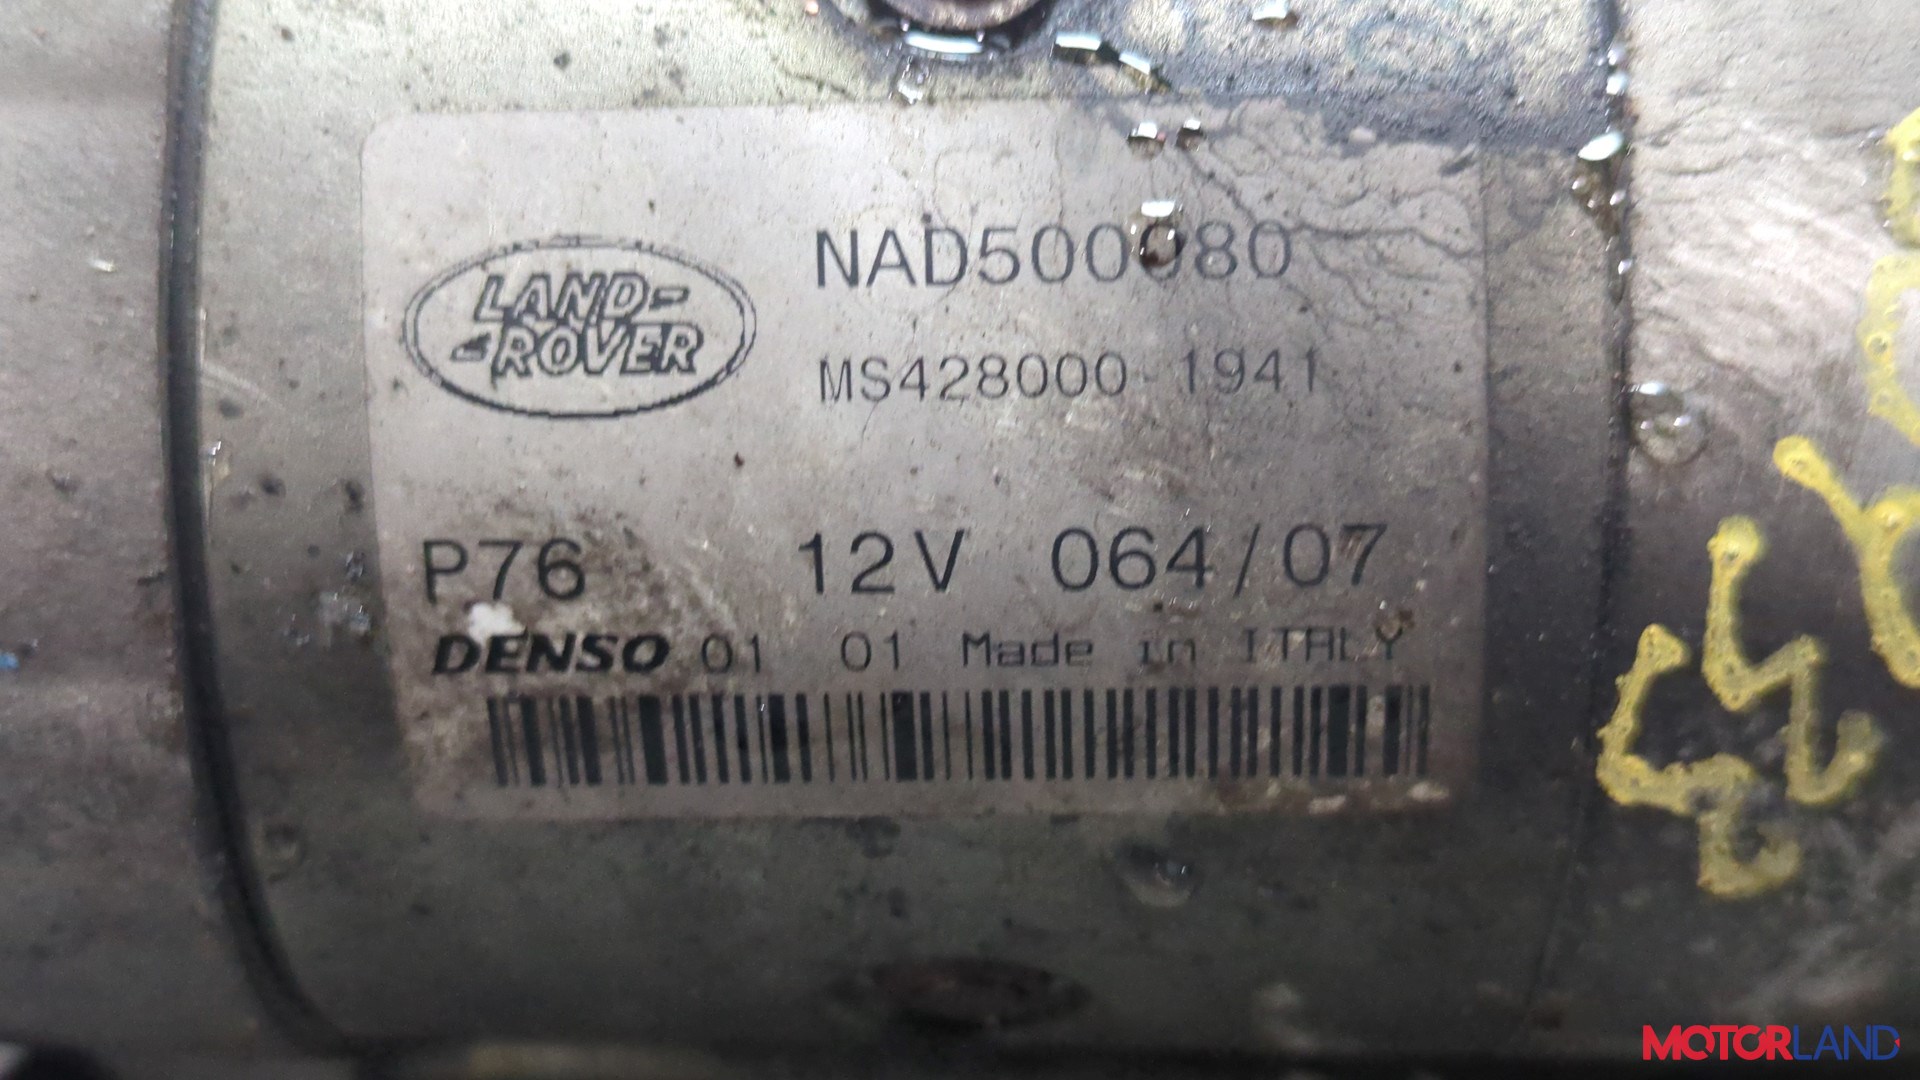 LAND-
-ROVER
NAD500080
MS428000-1941
P76 12V 064/07
DENSO 01 01 Made in ITALY
MOTORLAND